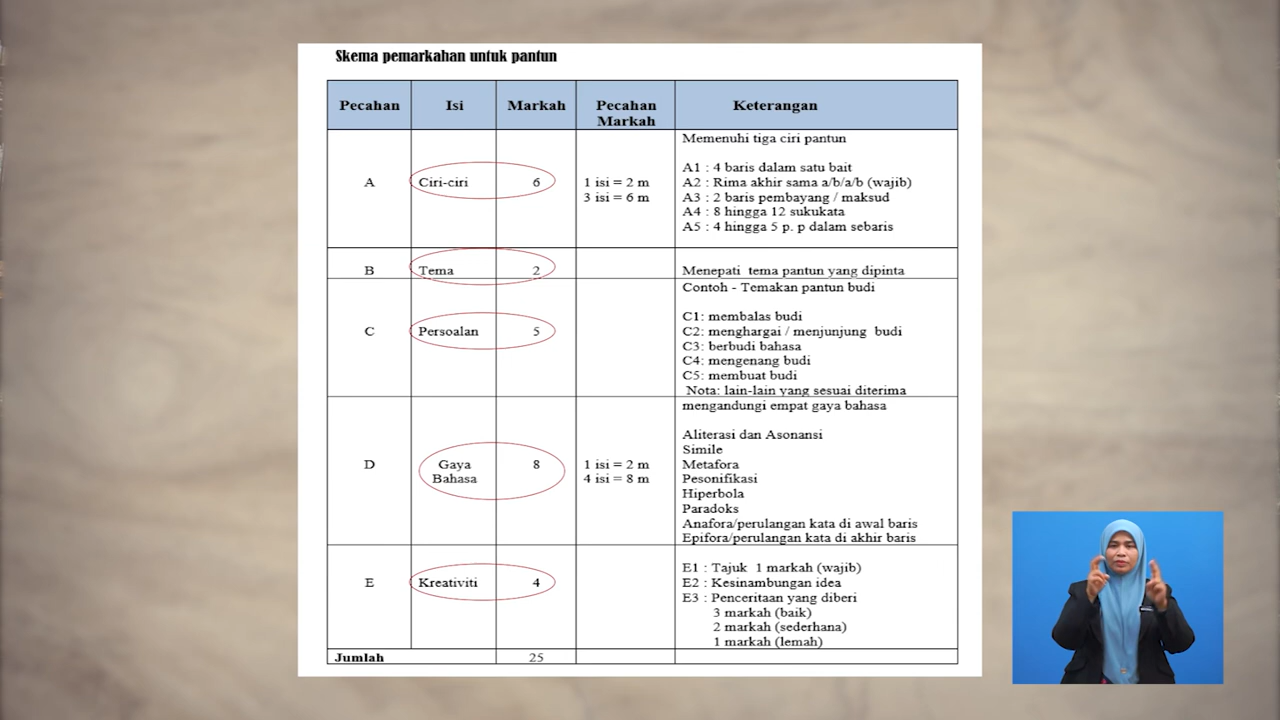 Skema pemarkahan untuk pantun
Pecahan Isi Markah Pecahan Markah Keterangan
Memenuhi tiga ciri pantun
A Ciri-ciri 6
1 isi = 2 m
3 isi = 6 m
A1 : 4 baris dalam satu bait
A2 : Rima akhir sama a/b/a/b (wajib)
A3 : 2 baris pembayang / maksud
A4 : 8 hingga 12 sukukata
A5 : 4 hingga 5 p. p dalam sebaris
B Tema 2 Menepati tema pantun yang dipinta
Contoh - Temakan pantun budi
C Persoalan 5
C1: membalas budi
C2: menghargai / menjunjung budi
C3: berbudi bahasa
C4: mengenang budi
C5: membuat budi
Nota: lain-lain yang sesuai diterima
mengandungi empat gaya bahasa
D Gaya Bahasa 8
1 isi = 2 m
4 isi = 8 m
Aliterasi dan Asonansi
Simile
Metafora
Pesonifikasi
Hiperbola
Paradoks
Anafora/perulangan kata di awal baris
Epifora/perulangan kata di akhir baris
E Kreativiti 4
E1 : Tajuk 1 markah (wajib)
E2 : Kesinambungan idea
E3 : Penceritaan yang diberi
3 markah (baik)
2 markah (sederhana)
1 markah (lemah)
Jumlah 25